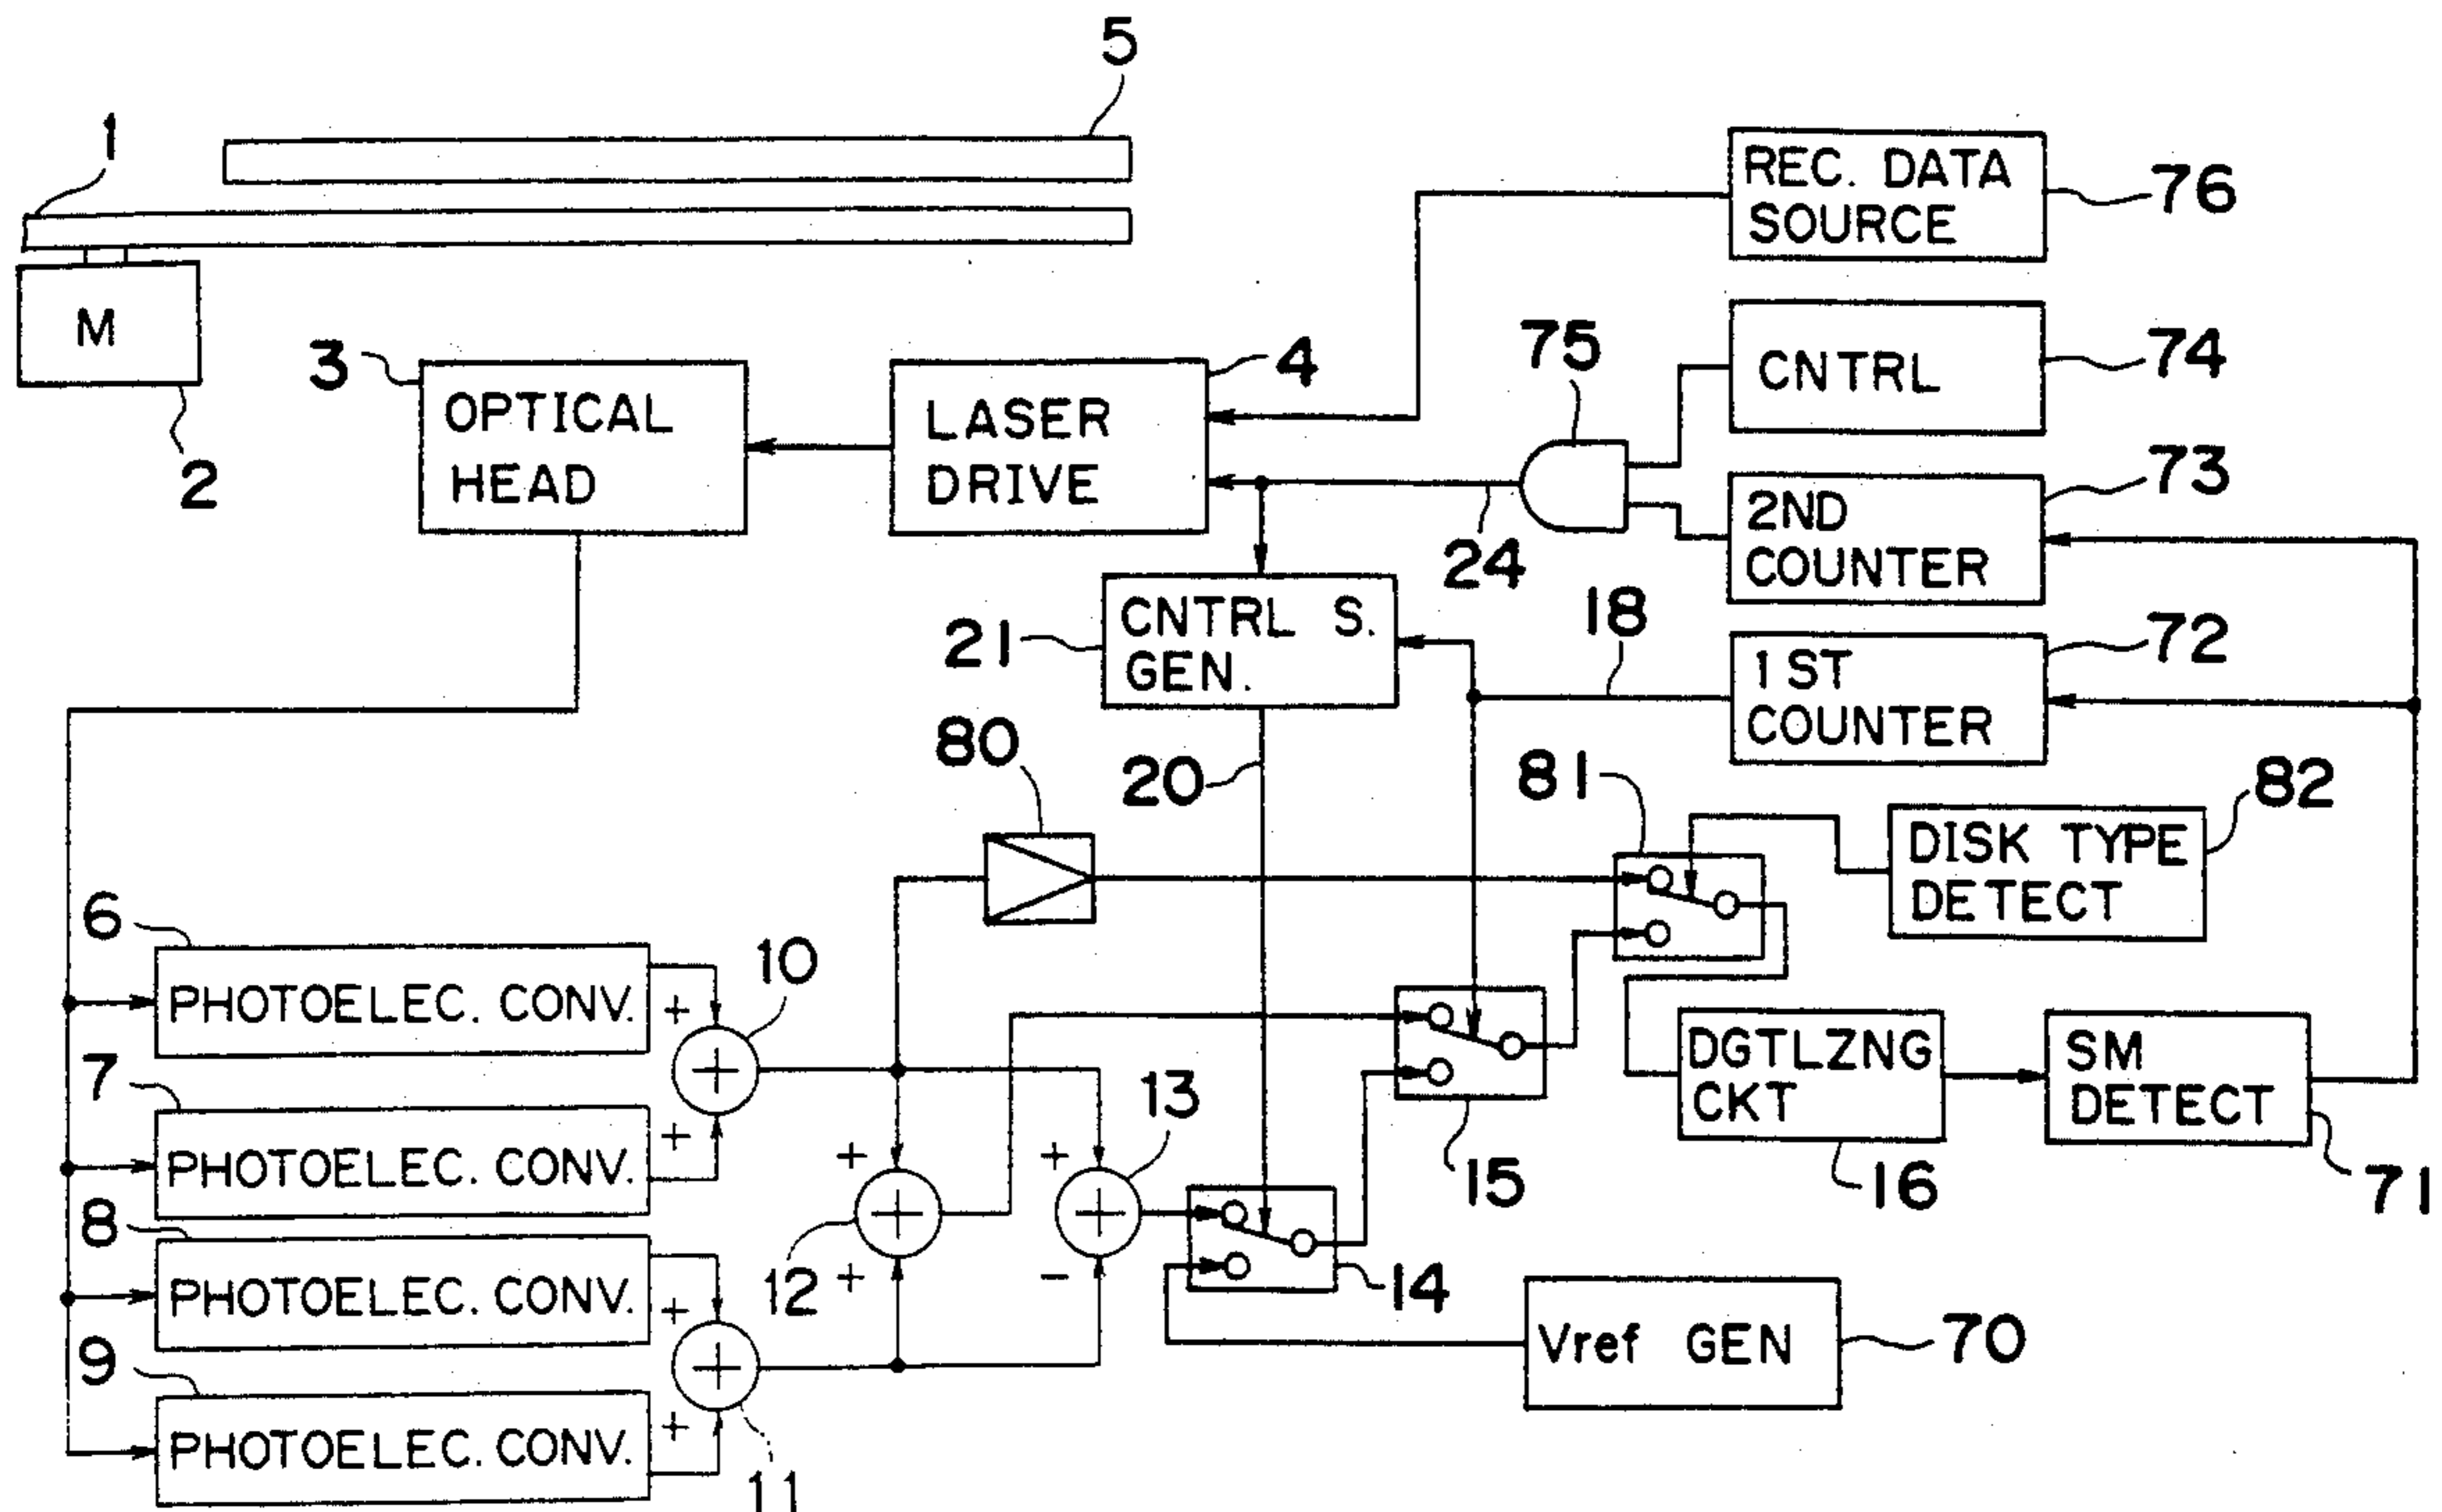 5
1
REC. DATA
SOURCE
76
M
2
3
OPTICAL
HEAD
4
LASER
DRIVE
75
CNTRL
74
24
2ND
COUNTER
73
21
CNTRL S.
GEN.
18
1ST
COUNTER
72
80
20
81
DISK TYPE
DETECT
82
6
PHOTOELEC. CONV.
+
10
+
7
PHOTOELEC. CONV.
+
8
PHOTOELEC. CONV.
+
9
PHOTOELEC. CONV.
+
+
11
+
12
+
+
+
13
+
-
14
15
DGTLZNG
CKT
16
SM
DETECT
71
Vref GEN
70